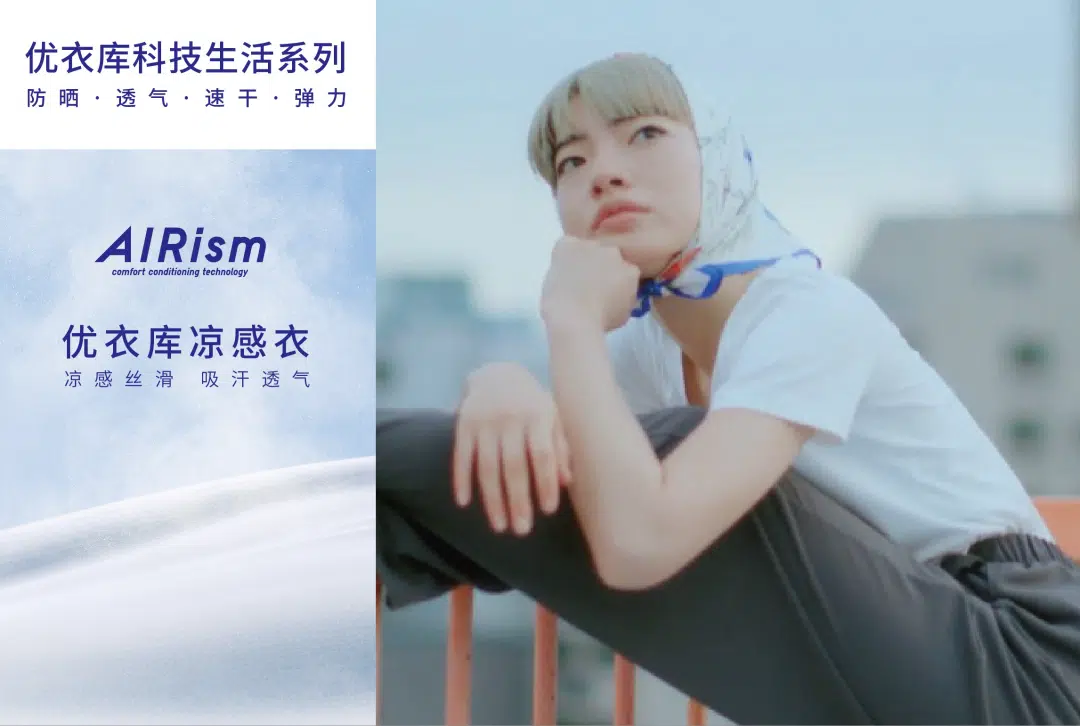 优衣库科技生活系列
防晒·透气·速干·弹力
AIRism
comfort conditioning technology
优衣库凉感衣
凉感丝滑 吸汗透气